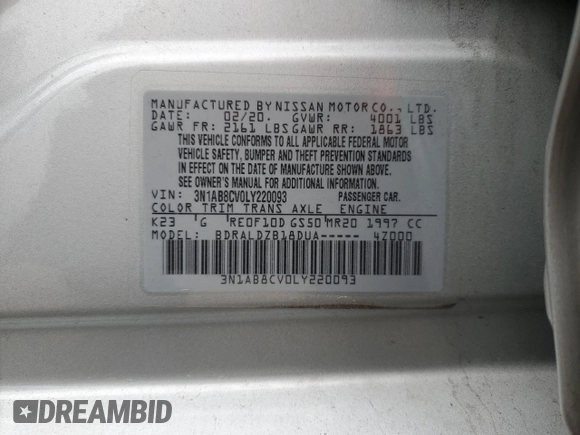 MANUFACTURED BY NISSAN MOTOR CO., LTD.
DATE: 02/20. GVWR: 4001 LBS
GAWR FR: 2161 LBS GAWR RR: 1863 LBS
THIS VEHICLE CONFORMS TO ALL APPLICABLE FEDERAL MOTOR
VEHICLE SAFETY, BUMPER AND THEFT PREVENTION STANDARDS
IN EFFECT ON THE DATE OF MANUFACTURE SHOWN ABOVE.
SEE OWNER'S MANUAL FOR ADDITIONAL INFORMATION.
VIN: 3N1AB8CV0LY220093 PASSENGER CAR.
COLOR TRIM TRANS AXLE ENGINE
K23 G RE0F10D GS50 MR20 1997 CC
MODEL: BDRALDZB18DUA----- 4Z000
3N1AB8CV0LY220093
DREAMBID